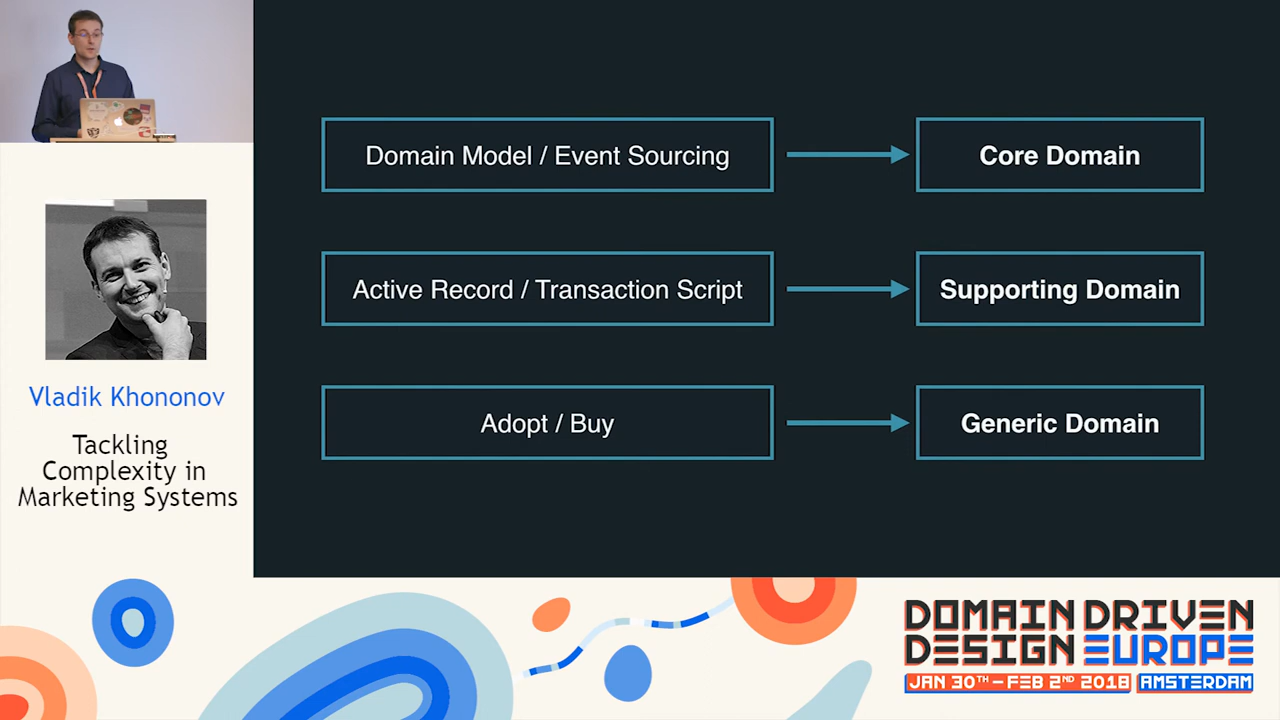 Domain Model / Event Sourcing
Core Domain
Active Record / Transaction Script
Supporting Domain
Adopt / Buy
Generic Domain
Vladik Khononov
Tackling
Complexity in
Marketing Systems
DOMAIN DRIVEN
DESIGN EUROPE
JAN 30TH - FEB 2ND 2018 AMSTERDAM